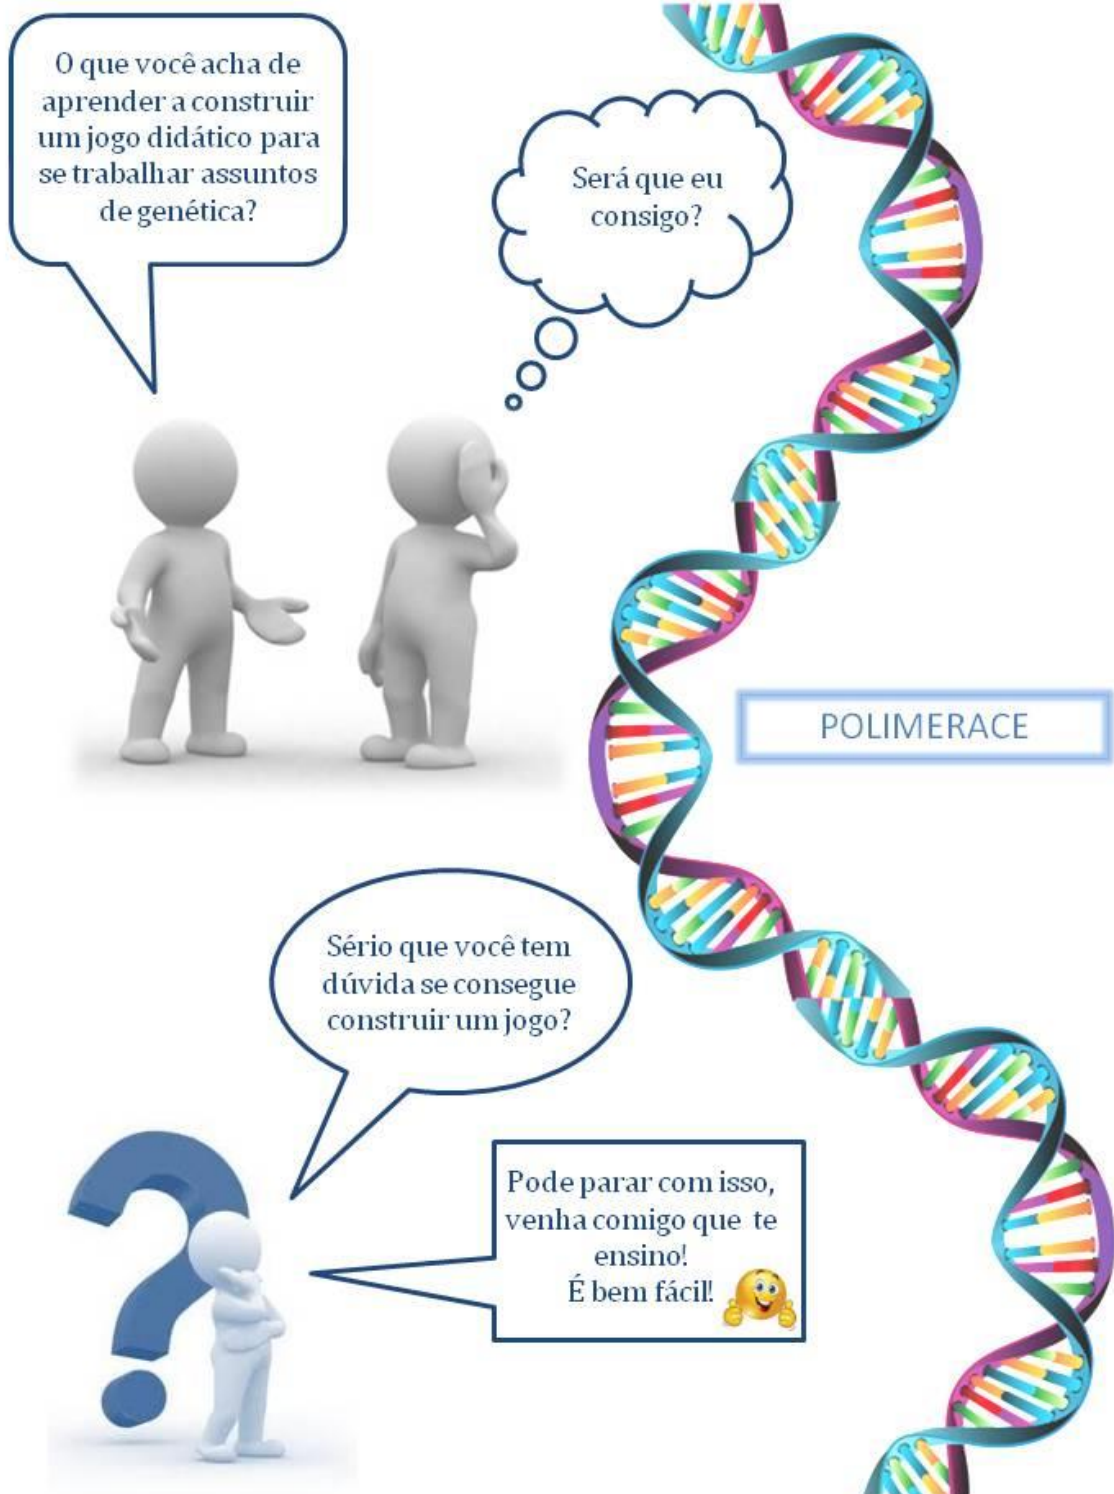 O que você acha de
aprender a construir
um jogo didático para
se trabalhar assuntos
de genética?
Será que eu
consigo?
POLIMERACE
Sério que você tem
dúvida se consegue
construir um jogo?
Pode parar com isso,
venha comigo que te
ensino!
É bem fácil!